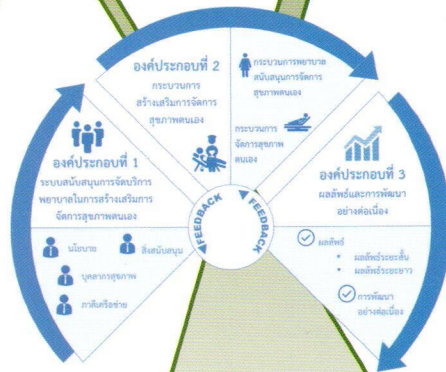 องค์ประกอบที่ 2
กระบวนการ
สร้างเสริมการจัดการ
สุขภาพตนเอง
กระบวนการพยาบาล
สนับสนุนการจัดการ
สุขภาพตนเอง
กระบวนการ
จัดการสุขภาพ
ตนเอง
องค์ประกอบที่ 1
ระบบสนับสนุนการจัดบริการ
พยาบาลในการสร้างเสริมการ
จัดการสุขภาพตนเอง
นโยบาย
สิ่งสนับสนุน
บุคลากรสุขภาพ
ภาคีเครือข่าย
FEEDBACK
FEEDBACK
องค์ประกอบที่ 3
ผลลัพธ์และการพัฒนา
อย่างต่อเนื่อง
ผลลัพธ์
• ผลลัพธ์ระยะสั้น
• ผลลัพธ์ระยะยาว
การพัฒนา
อย่างต่อเนื่อง